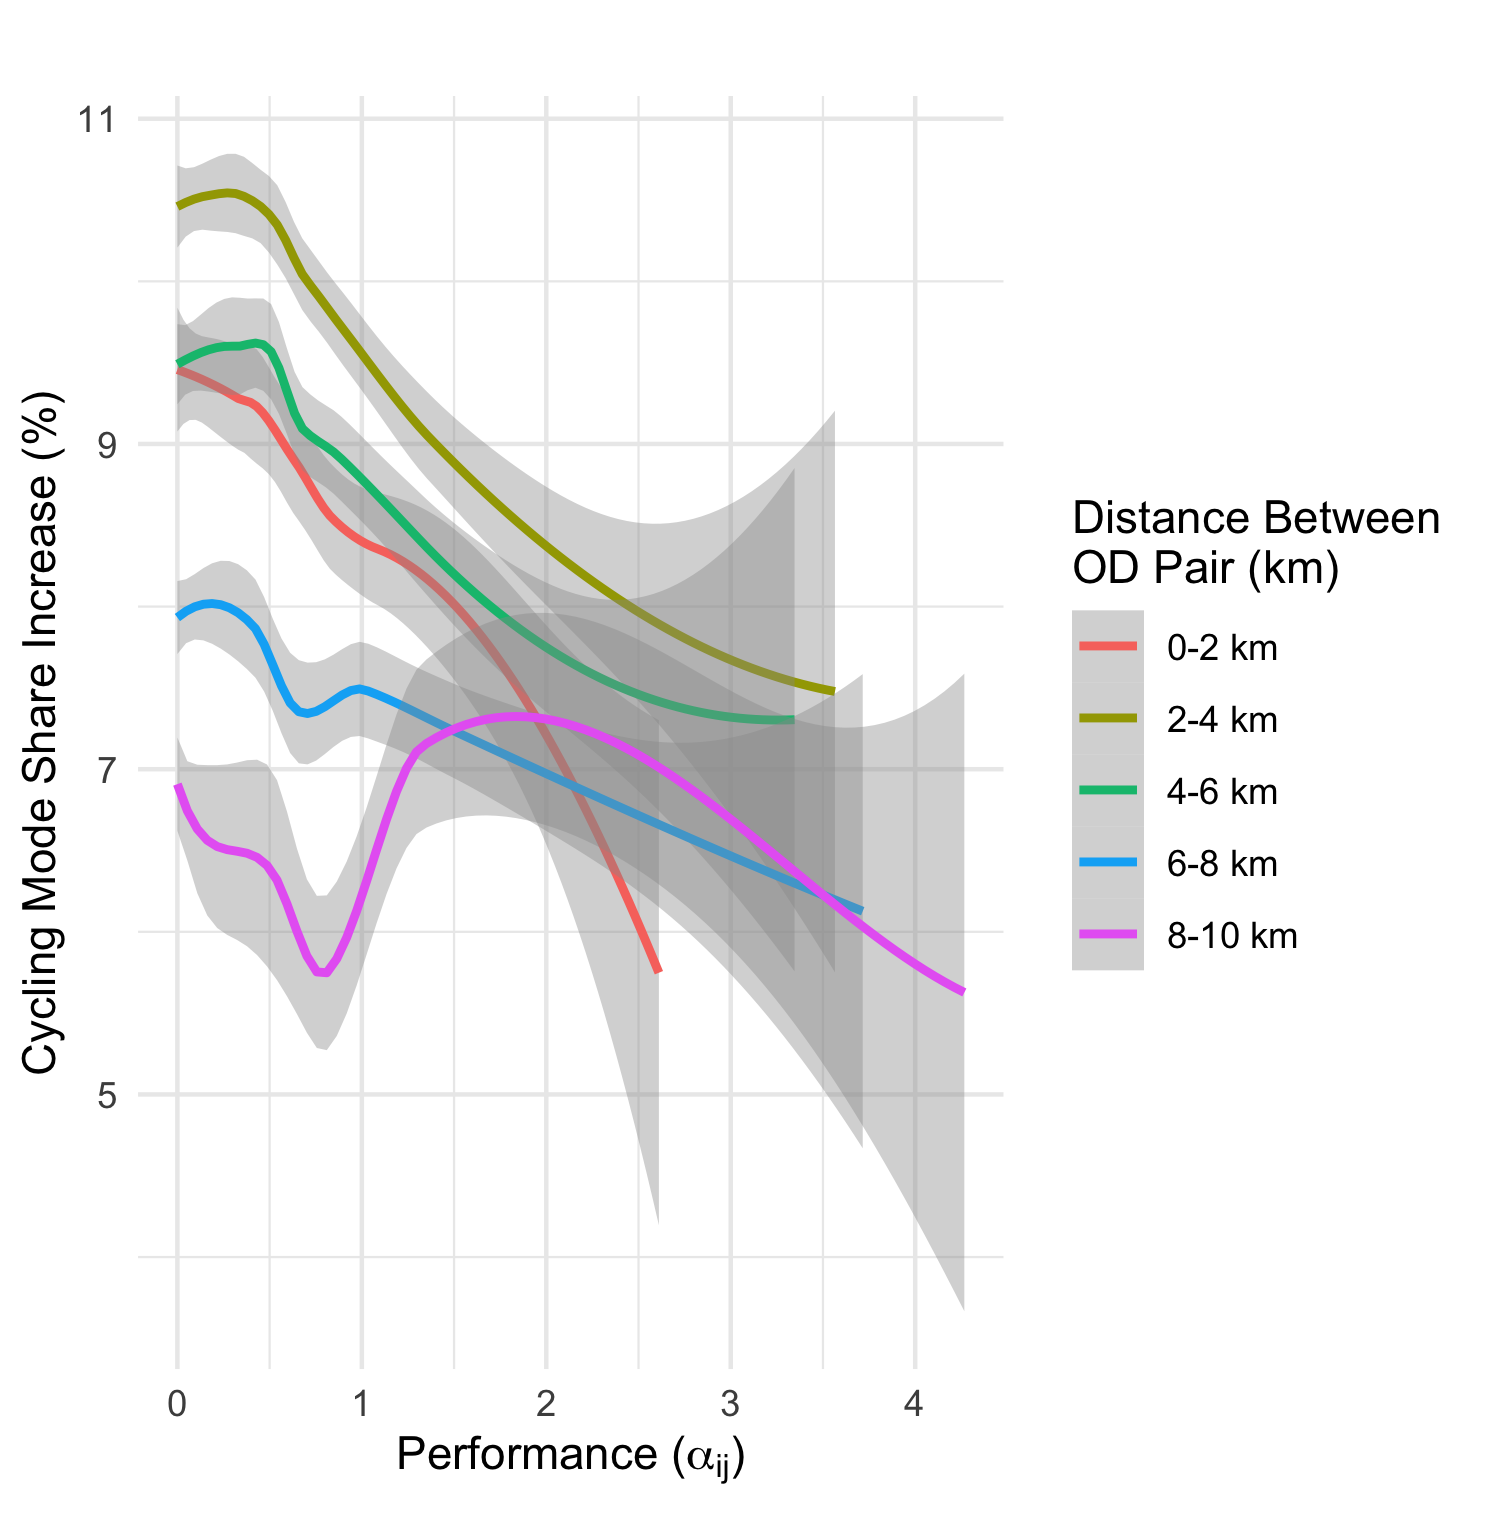 11
9
7
5
0 1 2 3 4
Cycling Mode Share Increase (%)
Performance (αij)
Distance Between
OD Pair (km)
0-2 km
2-4 km
4-6 km
6-8 km
8-10 km